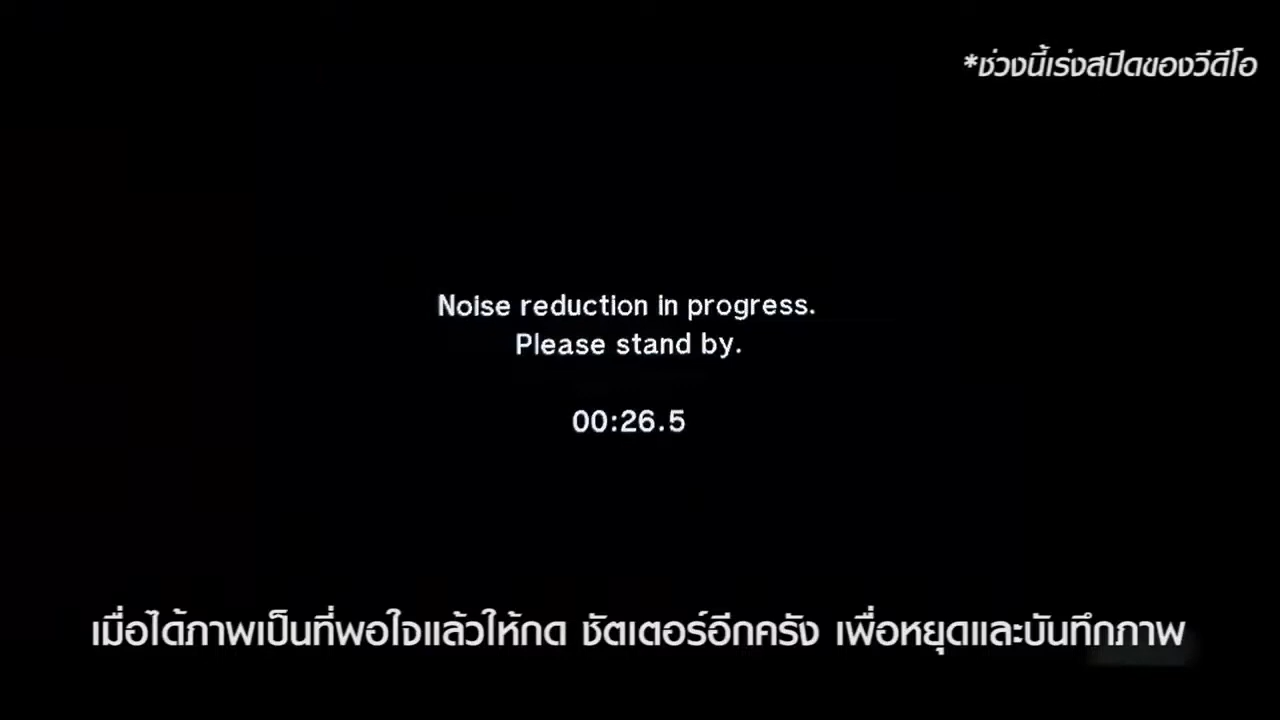 *ช่วงนี้เร่งสปีดของวีดีโอ
Noise reduction in progress.
Please stand by.
00:26.5
เมื่อได้ภาพเป็นที่พอใจแล้วให้กด ชัตเตอร์อีกครั้ง เพื่อหยุดและบันทึกภาพ